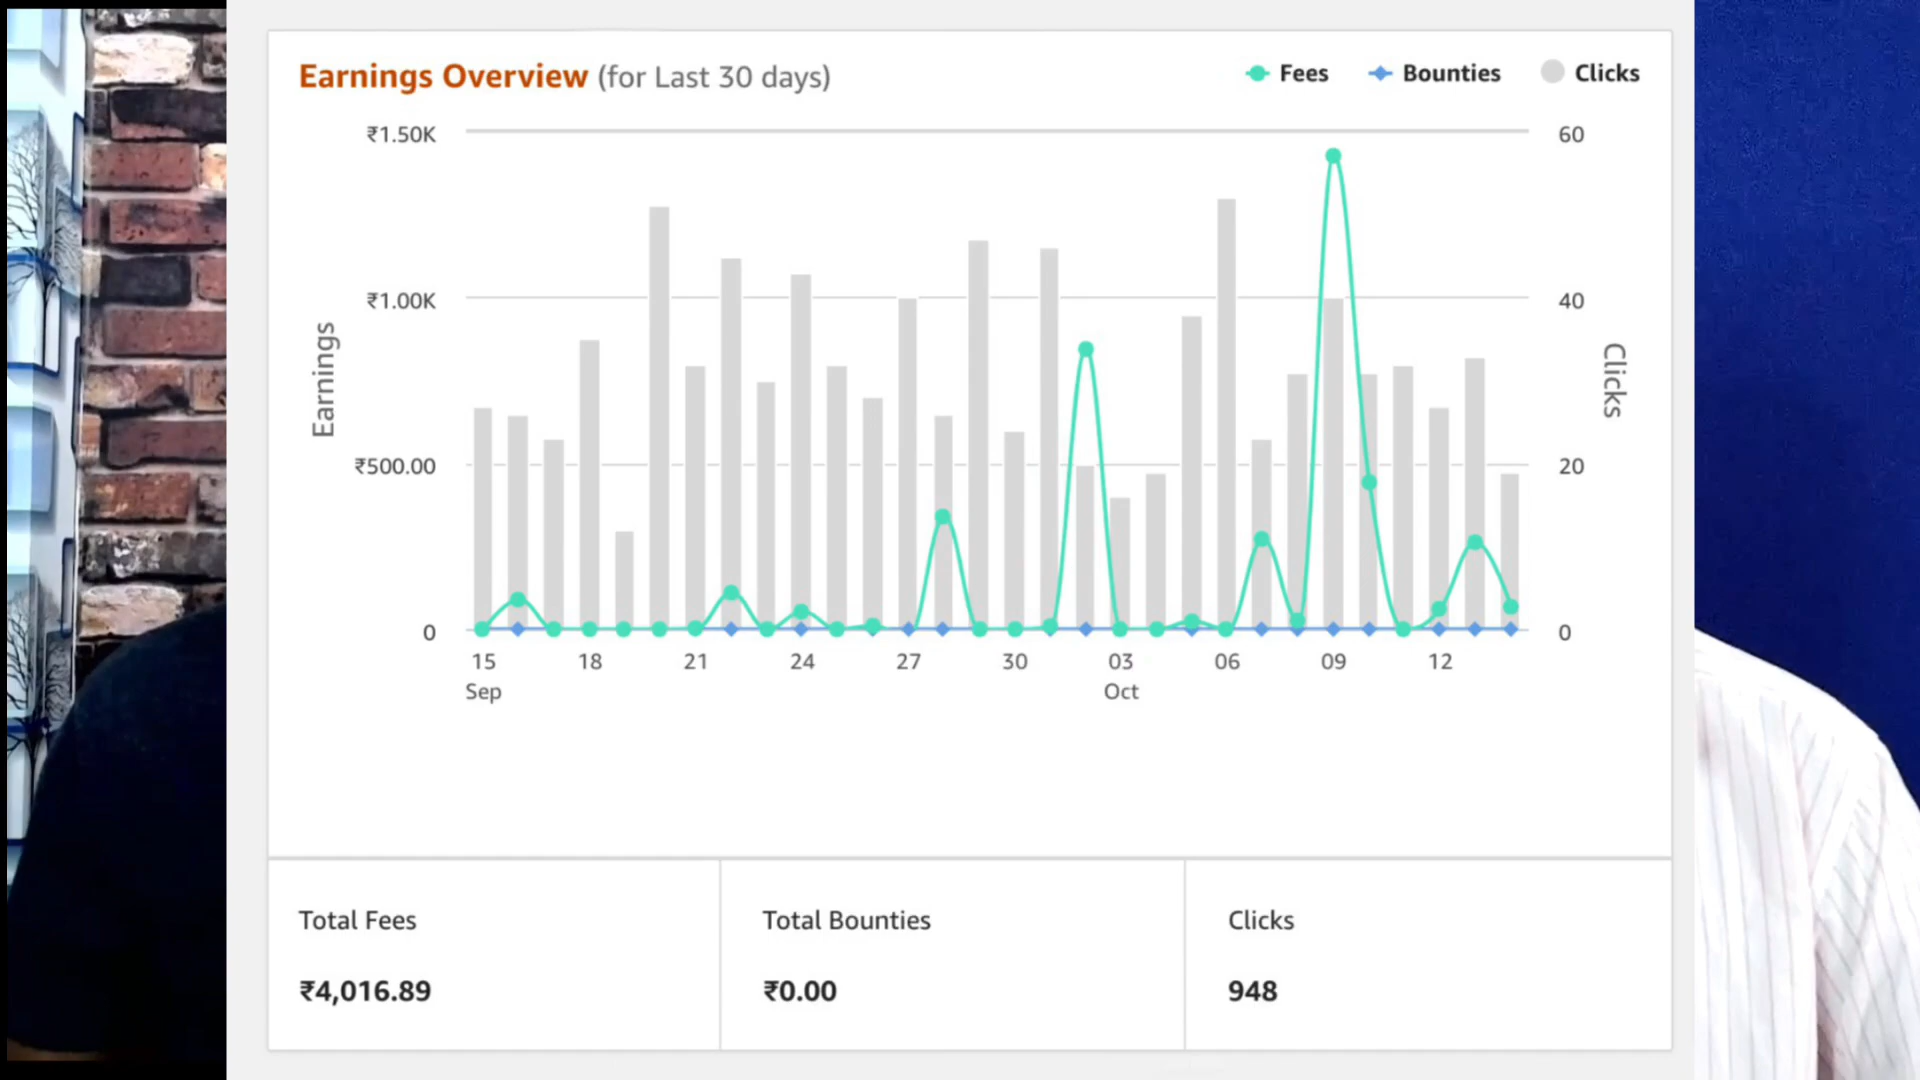 Earnings Overview (for Last 30 days)
Fees Bounties Clicks
₹1.50K
₹1.00K
₹500.00
0
Earnings
60
40
20
0
Clicks
15 18 21 24 27 30 03 06 09 12
Sep Oct
Total Fees
₹4,016.89
Total Bounties
₹0.00
Clicks
948